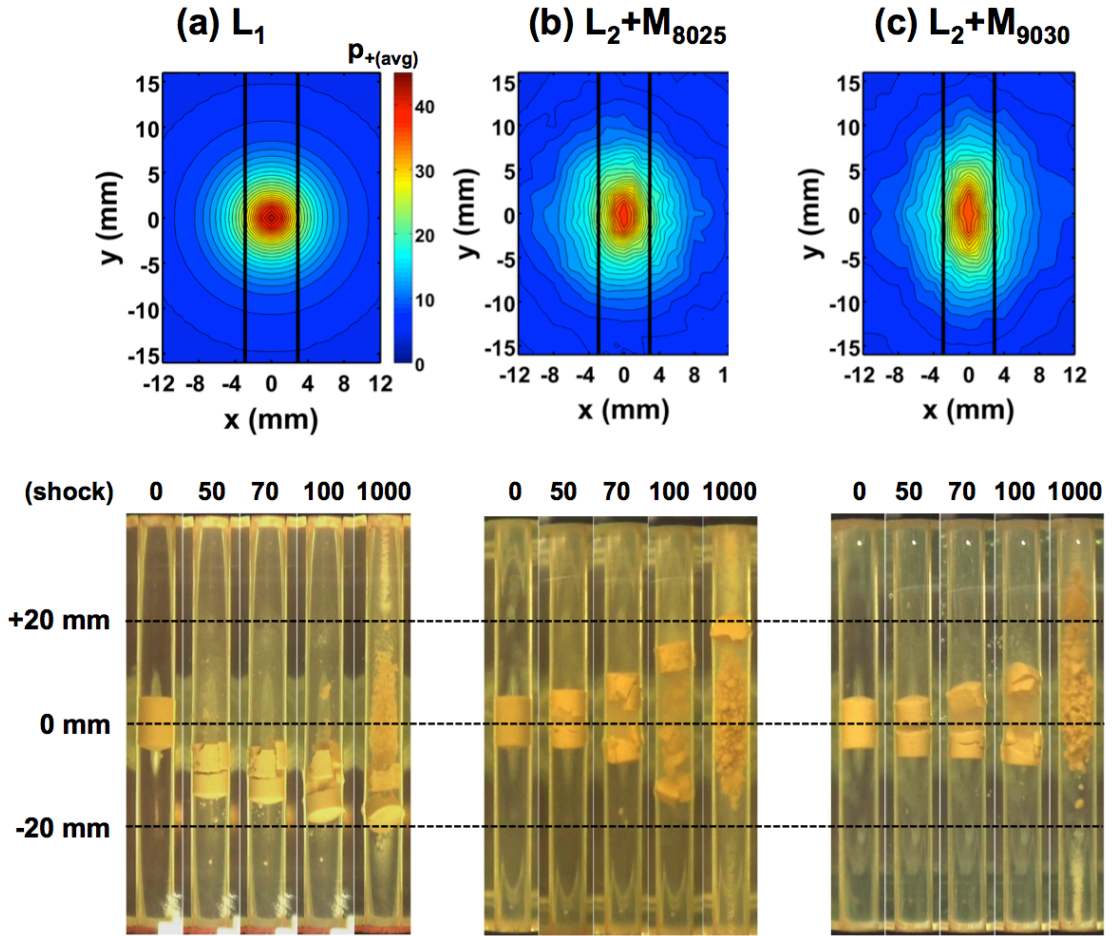 (a) L₁ (b) L₂+M₈₀₂₅ (c) L₂+M₉₀₃₀
p₊₍ₐᵥg₎
15 15 15
40
10 10 10
5 30 5 5
y (mm) 0 y (mm) 0 y (mm) 0
20
-5 -5 -5
-10 10 -10 -10
-15 0 -15 -15
-12 -8 -4 0 4 8 12 -12 -8 -4 0 4 8 12 -12 -8 -4 0 4 8 12
x (mm) x (mm) x (mm)
(shock) 0 50 70 100 1000 0 50 70 100 1000 0 50 70 100 1000
+20 mm
0 mm
-20 mm